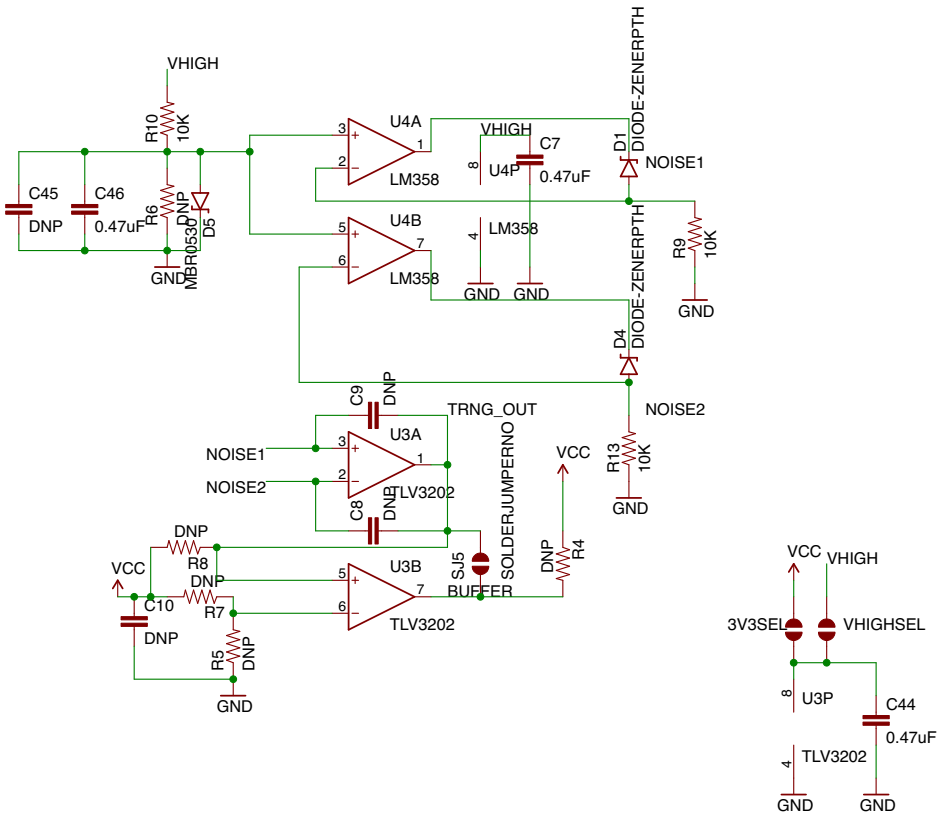 VHIGH
R10
10K
C45
DNP
C46
0.47uF
R6
DNP
MBR0530
D5
GND
3
2
1
U4A
LM358
5
6
7
U4B
LM358
VHIGH
8
U4P
4
LM358
GND
C7
0.47uF
GND
D1
DIODE-ZENERPTH
NOISE1
R9
10K
GND
D4
DIODE-ZENERPTH
NOISE2
R13
10K
GND
C9
DNP
NOISE1
NOISE2
3
2
1
U3A
TLV3202
C8
DNP
TRNG_OUT
SJ5
SOLDERJUMPERNO
BUFFER
VCC
DNP
R4
DNP
R8
VCC
DNP
R7
C10
DNP
R5
DNP
GND
5
6
7
U3B
TLV3202
VCC
VHIGH
3V3SEL
VHIGHSEL
8
U3P
4
TLV3202
GND
C44
0.47uF
GND